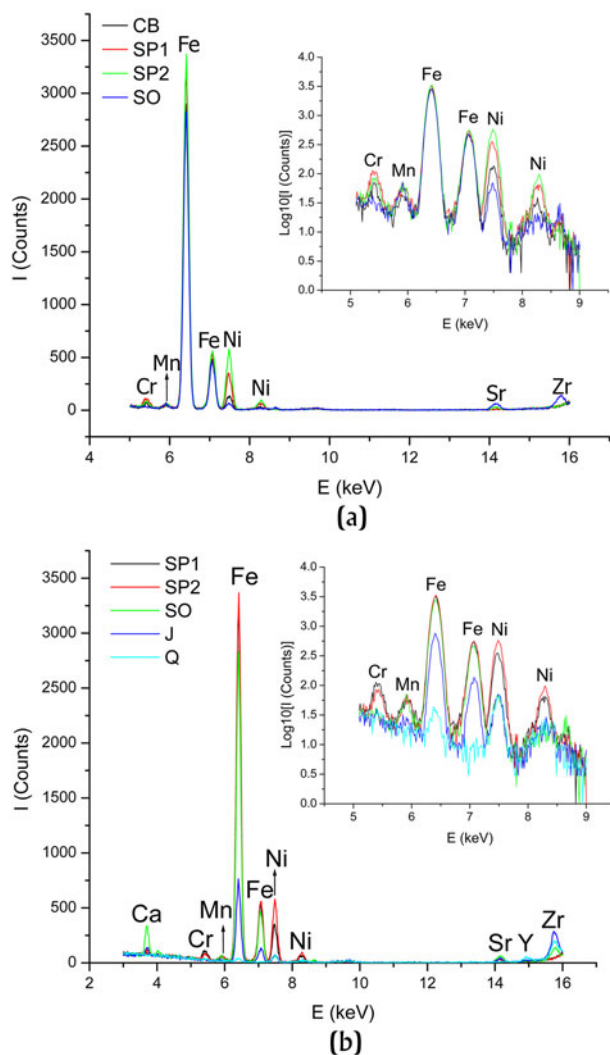 CB
SP1
SP2
SO
Fe
Mn
Cr
Fe
Ni
Ni
Sr
Zr
3500
3000
2500
2000
1500
1000
500
0
I (Counts)
4 6 8 10 12 14 16
E (keV)
4.0
3.5
3.0
2.5
2.0
1.5
1.0
0.5
0.0
Log10[I (Counts)]
Fe
Fe
Ni
Cr
Mn
Ni
5 6 7 8 9
E (keV)
(a)
SP1
SP2
SO
J
Q
Fe
Ca
Cr
Mn
Fe
Ni
Ni
Sr Y
Zr
3500
3000
2500
2000
1500
1000
500
0
I (Counts)
2 4 6 8 10 12 14 16
E (keV)
4.0
3.5
3.0
2.5
2.0
1.5
1.0
0.5
0.0
Log10[I (Counts)]
Fe
Fe
Ni
Cr
Mn
Ni
5 6 7 8 9
E (keV)
(b)